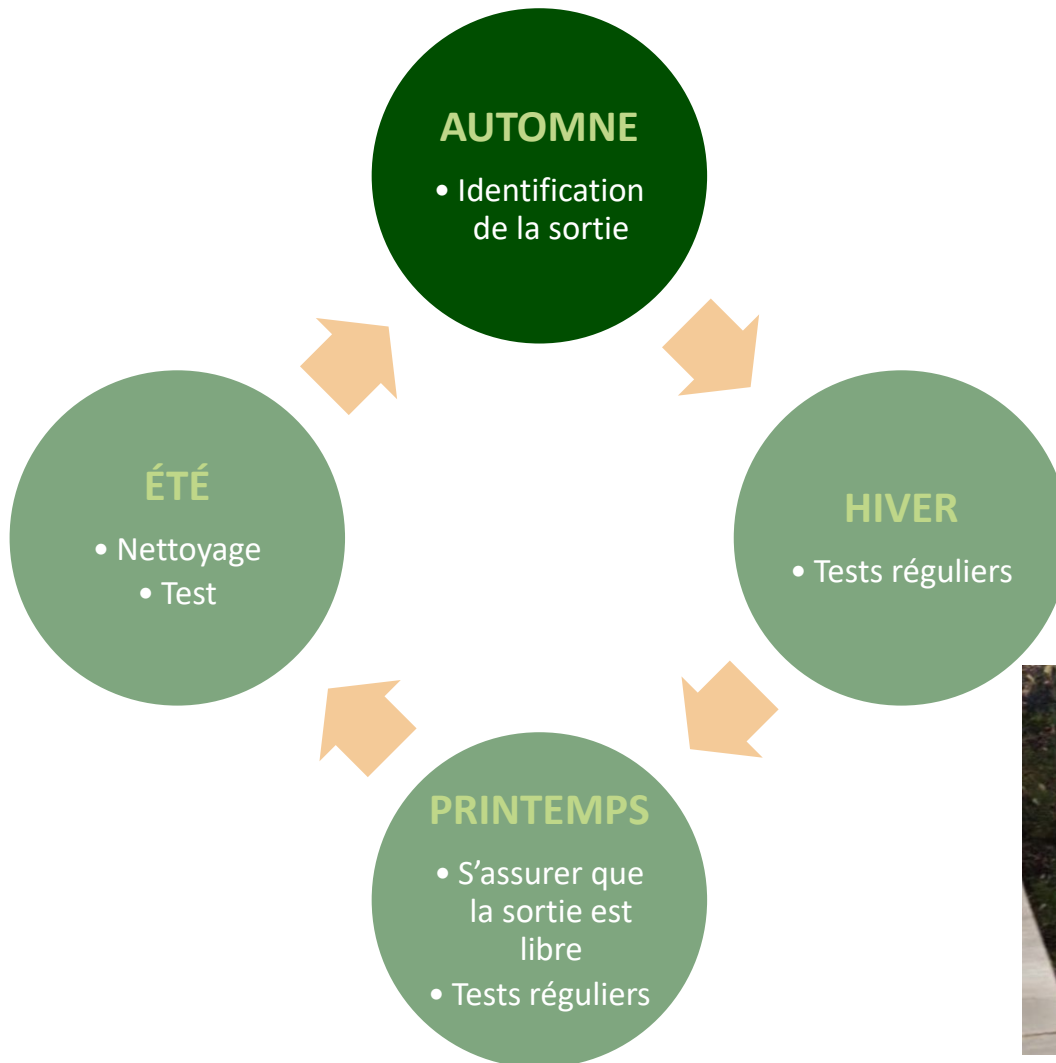 AUTOMNE
• Identification
de la sortie
HIVER
• Tests réguliers
PRINTEMPS
• S’assurer que
la sortie est
libre
• Tests réguliers
ÉTÉ
• Nettoyage
• Test